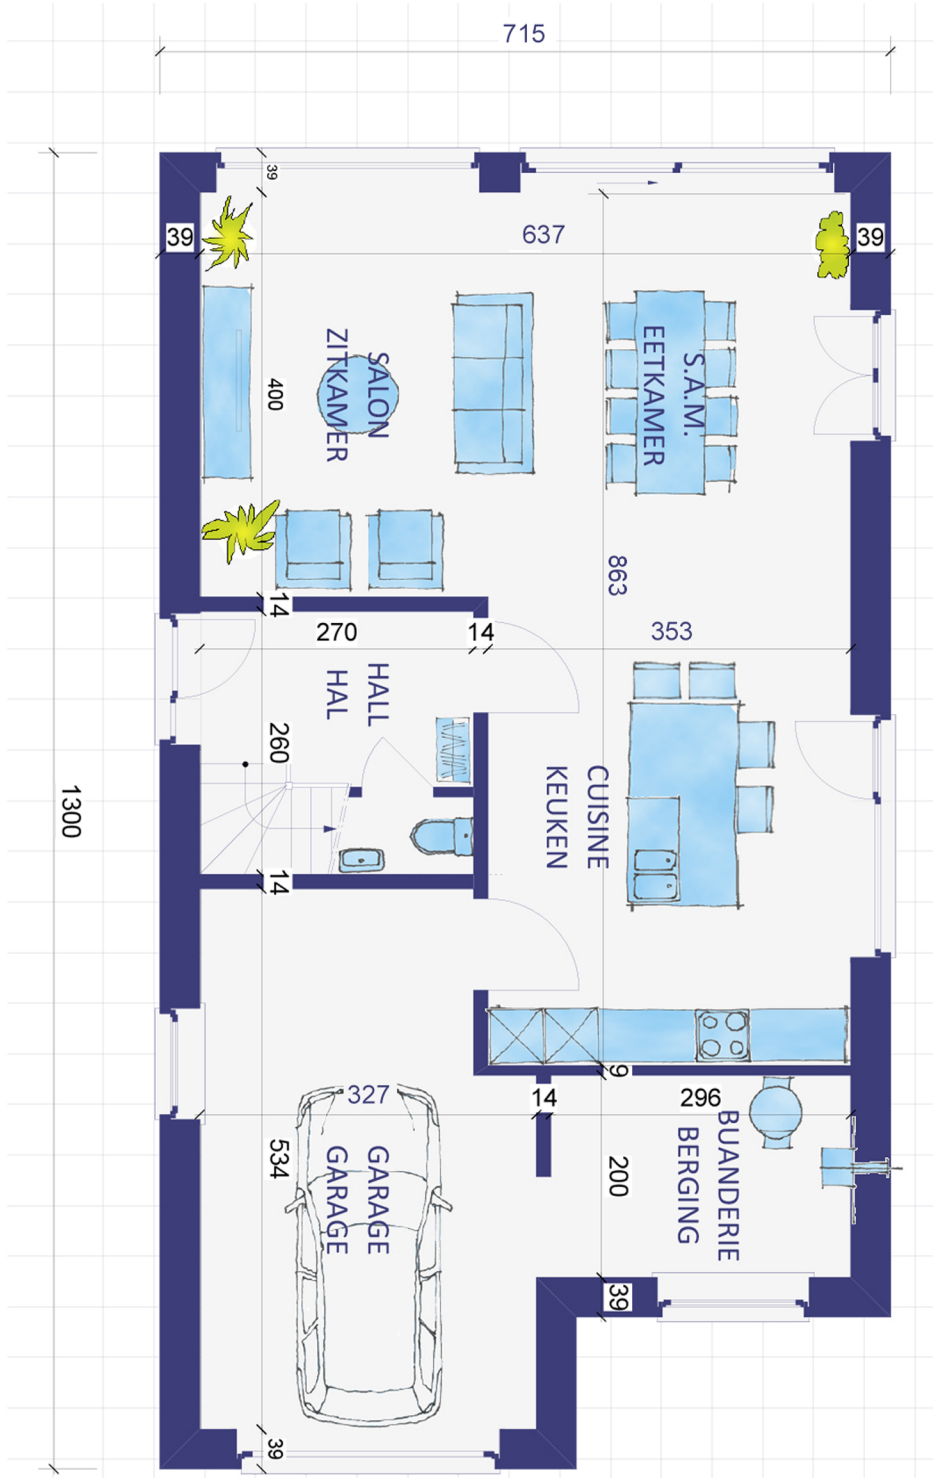 715
39
39
637
39
SALON
ZITKAMER
S.A.M.
EETKAMER
400
863
14
270
14
353
HALL
HAL
260
CUISINE
KEUKEN
1300
14
9
327
14
296
GARAGE
GARAGE
534
BUANDERIE
BERGING
200
39
39